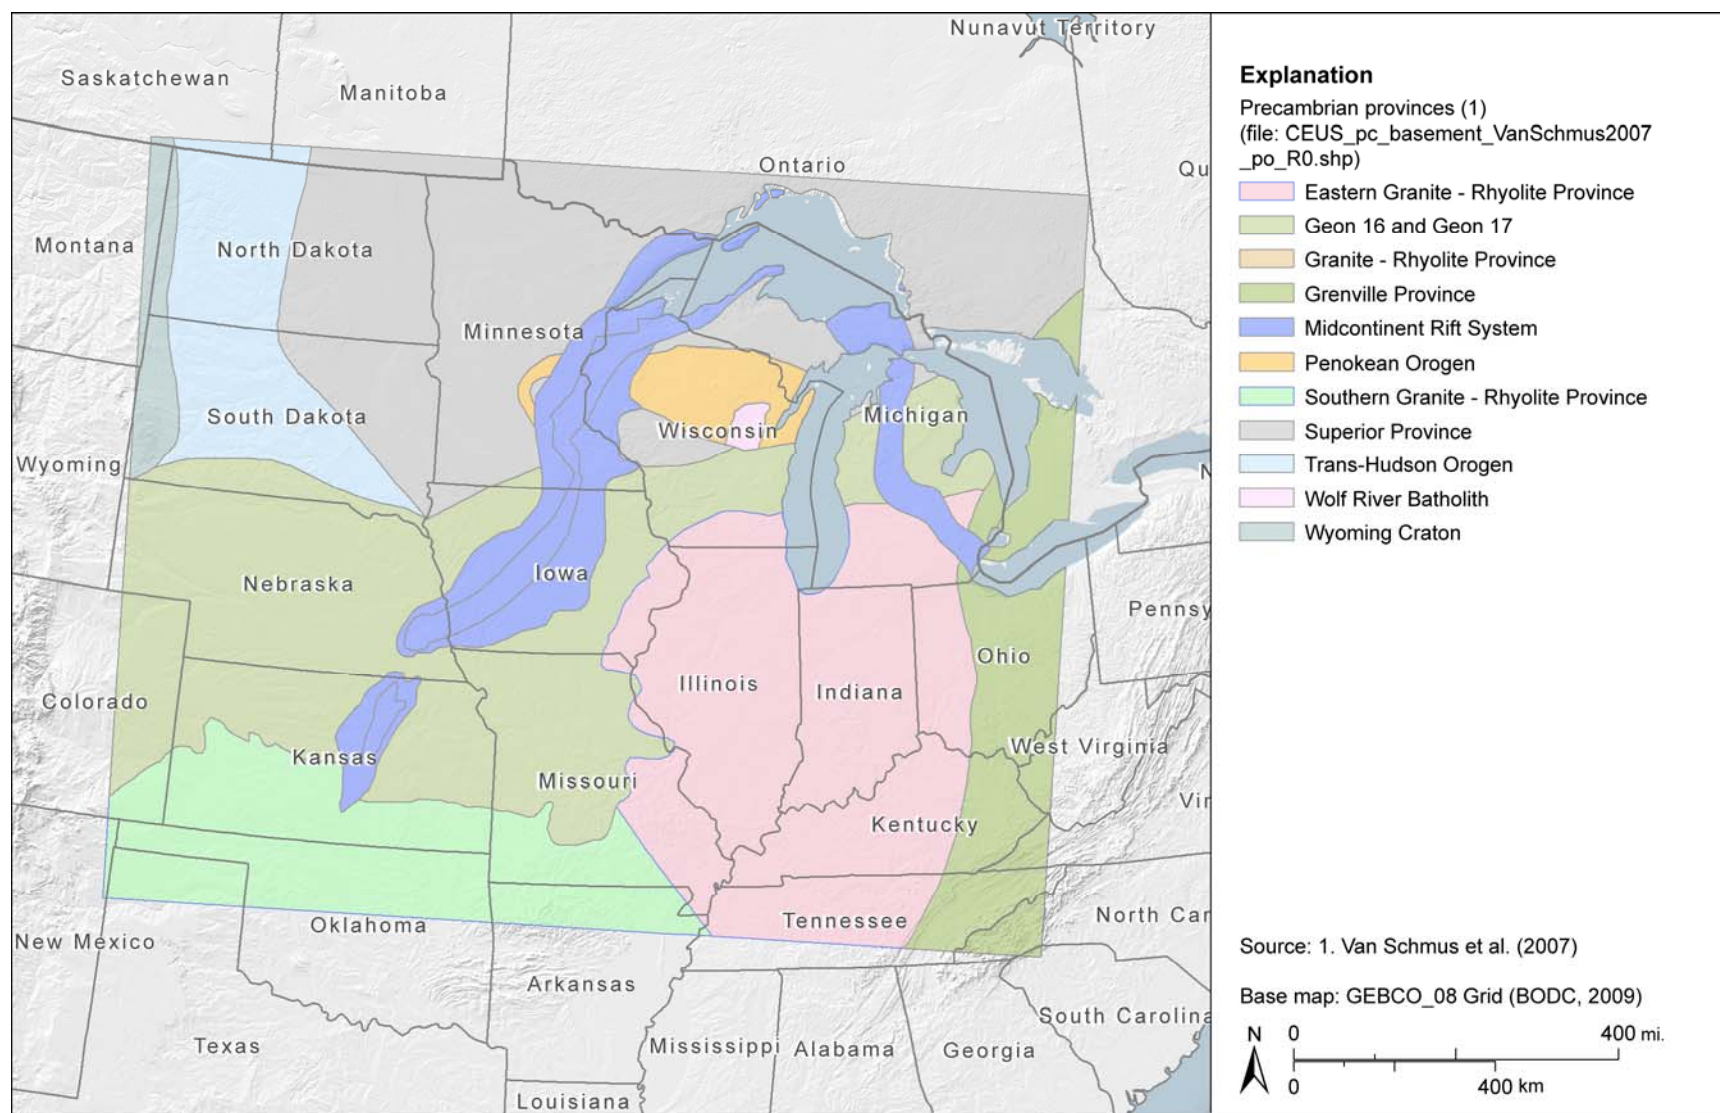 Nunavut Territory
Saskatchewan
Manitoba
Ontario
Qu
Montana
North Dakota
Minnesota
South Dakota
Michigan
Wisconsin
Wyoming
N
Nebraska
Iowa
Pennsy
Ohio
Illinois
Indiana
Colorado
West Virginia
Kansas
Missouri
Vir
Kentucky
Tennessee
North Car
Oklahoma
New Mexico
Arkansas
South Carolina
Texas
Mississippi
Alabama
Georgia
Louisiana
Explanation
Precambrian provinces (1)
(file: CEUS_pc_basement_VanSchmus2007
_po_R0.shp)
Eastern Granite - Rhyolite Province
Geon 16 and Geon 17
Granite - Rhyolite Province
Grenville Province
Midcontinent Rift System
Penokean Orogen
Southern Granite - Rhyolite Province
Superior Province
Trans-Hudson Orogen
Wolf River Batholith
Wyoming Craton
Source: 1. Van Schmus et al. (2007)
Base map: GEBCO_08 Grid (BODC, 2009)
N
0 400 mi.
0 400 km